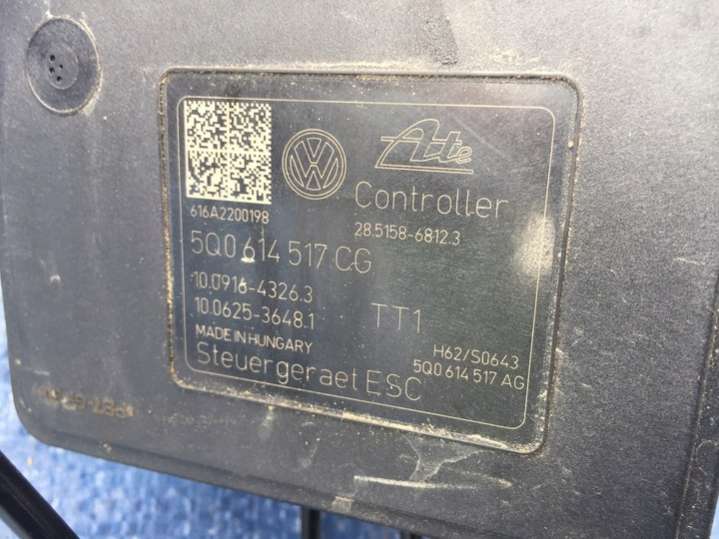 Ate
Controller
616A2200198
28.5158-6812.3
5Q0 614 517 CG
10.0916-4326.3
10.0625-3648.1
TT1
MADE IN HUNGARY
H62/S0643
Steuergeraet ESC
5Q0 614 517 AG